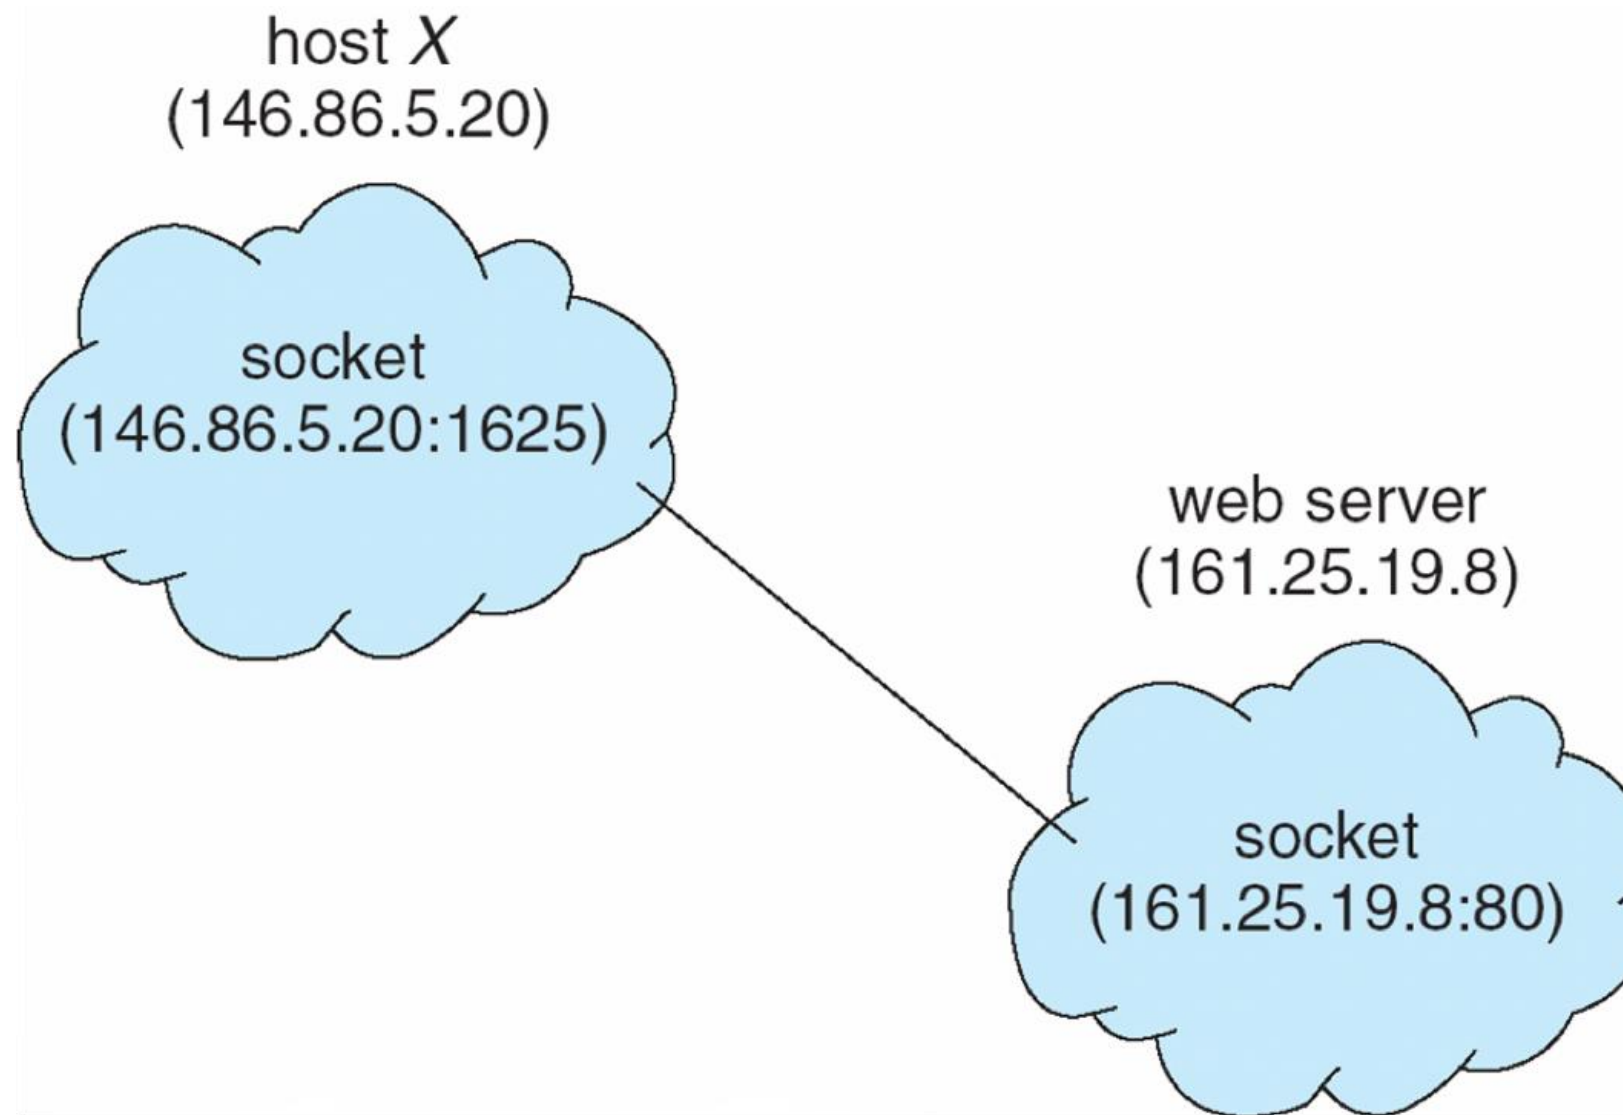 host X
(146.86.5.20)
socket
(146.86.5.20:1625)
web server
(161.25.19.8)
socket
(161.25.19.8:80)